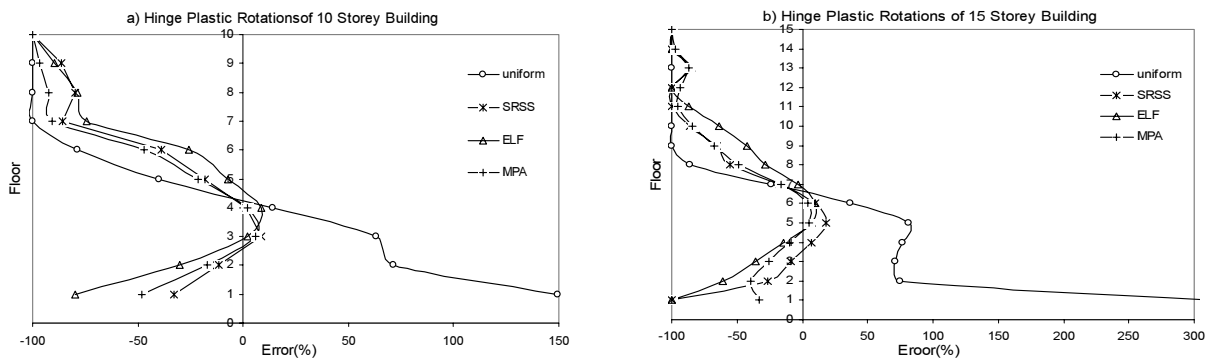 a) Hinge Plastic Rotationsof 10 Storey Building
10
9
8
7
6
5
4
3
2
1
0
Floor
-100 -50 0 50 100 150
Error(%)
uniform
SRSS
ELF
MPA
b) Hinge Plastic Rotations of 15 Storey Building
15
14
13
12
11
10
9
8
7
6
5
4
3
2
1
0
Floor
-100 -50 0 50 100 150 200 250 300
Eroor(%)
uniform
SRSS
ELF
MPA